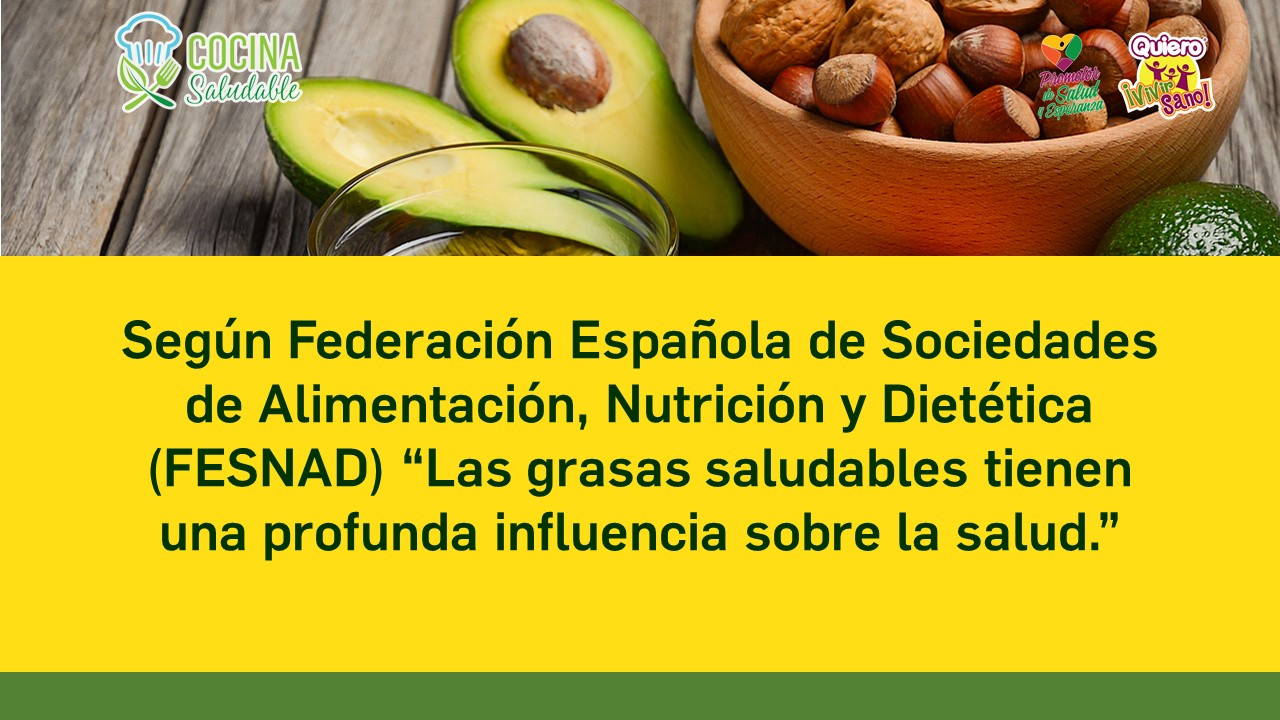 COCINA
Saludable
Promotor
de Salud
y Esperanza
Quiero
¡Vivir
Sano!
Según Federación Española de Sociedades
de Alimentación, Nutrición y Dietética
(FESNAD) “Las grasas saludables tienen
una profunda influencia sobre la salud.”